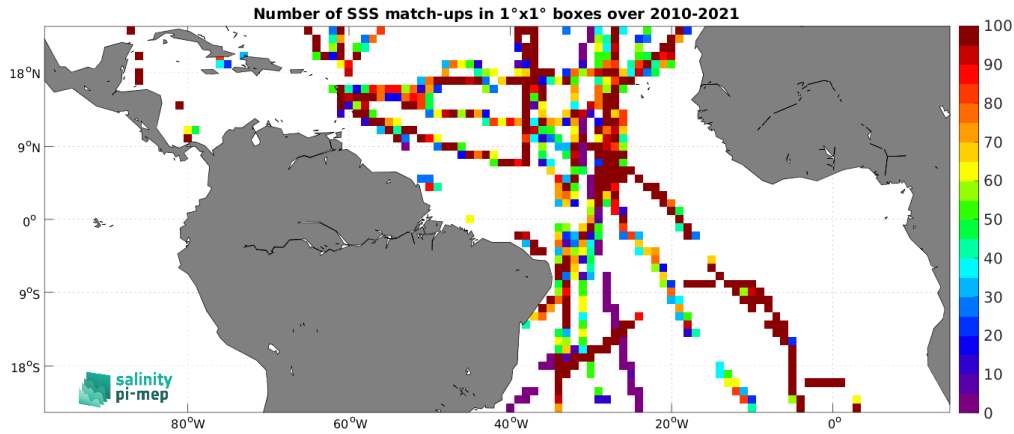 Number of SSS match-ups in 1°x1° boxes over 2010-2021
18°N
9°N
0°
9°S
18°S
80°W
60°W
40°W
20°W
0°
100
90
80
70
60
50
40
30
20
10
0
salinity
pi-mep